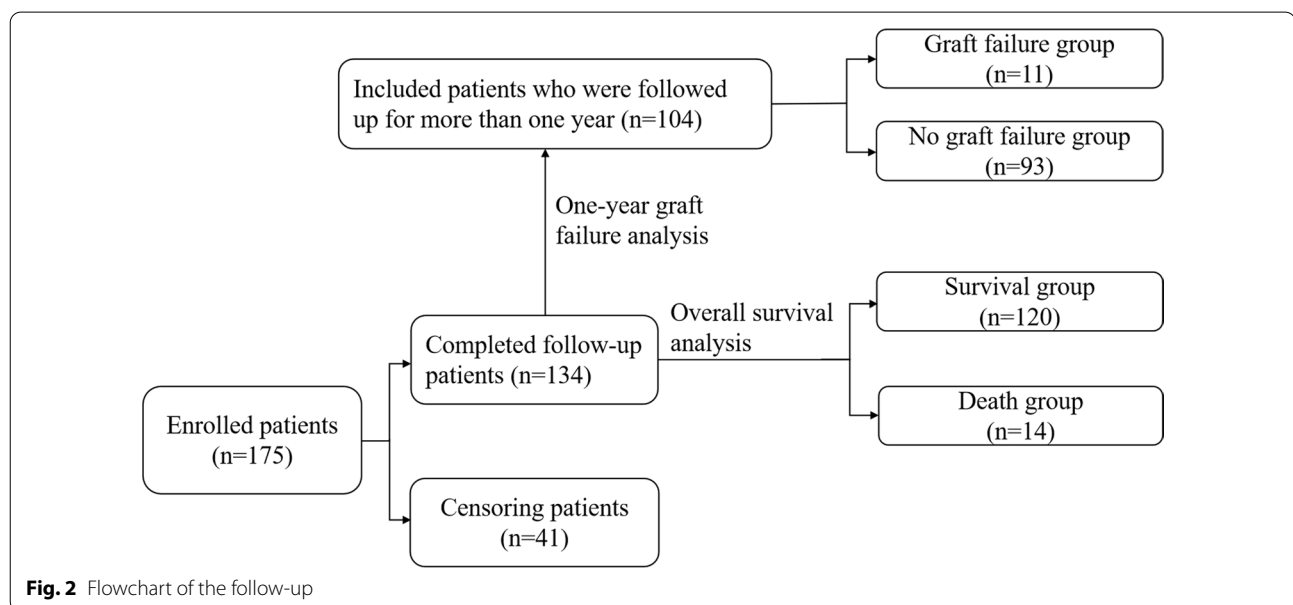 Graft failure group
(n=11)
Included patients who were followed
up for more than one year (n=104)
No graft failure group
(n=93)
One-year graft
failure analysis
Survival group
(n=120)
Overall survival
analysis
Completed follow-up
patients (n=134)
Death group
(n=14)
Enrolled patients
(n=175)
Censoring patients
(n=41)
Fig. 2 Flowchart of the follow-up